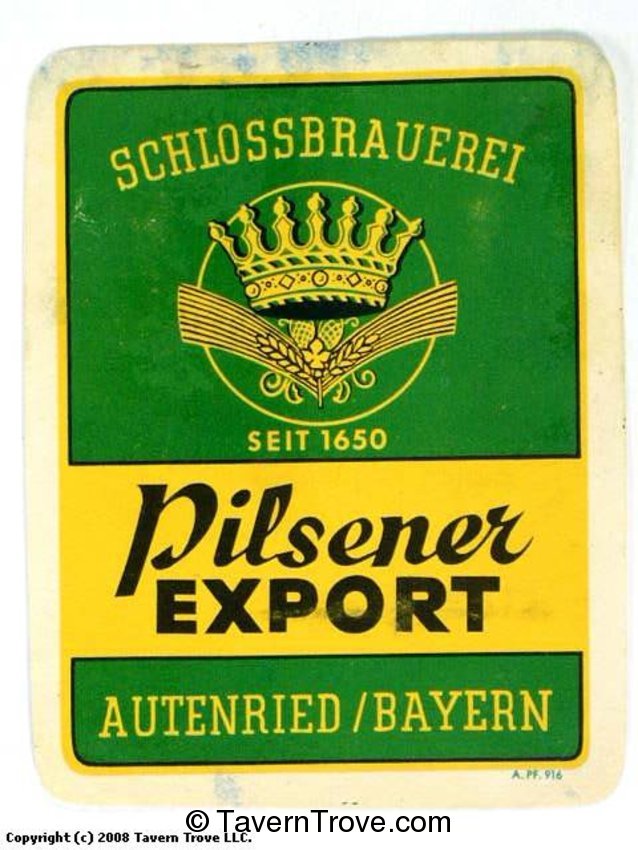 SCHLOSSBRAUEREI
SEIT 1650
Pilsener
EXPORT
AUTENRIED / BAYERN
A. PF. 916
© TavernTrove.com
Copyright (c) 2008 Tavern Trove LLC.